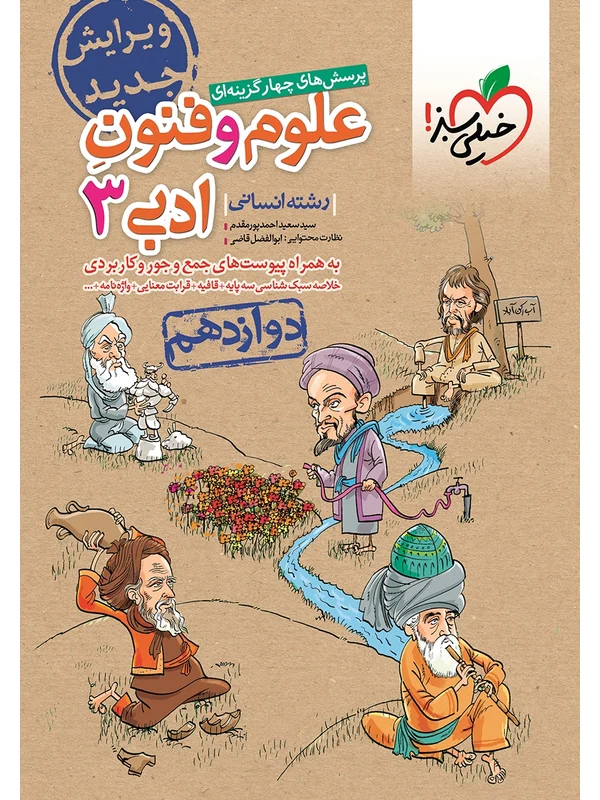 ویرایش
جدید
خیلی سبز!
پرسش‌های چهارگزینه‌ای
علوم و فنونِ
ادبی ۳
رشته انسانی
سید سعید احمدپور مقدم
نظارت محتوایی: ابوالفضل قاضی
به همراه پیوست‌های جمع و جور و کاربردی
خلاصه سبک شناسی سه پایه + قافیه + قرابت معنایی + واژه‌نامه + ...
دوازدهم
آب رکن آباد